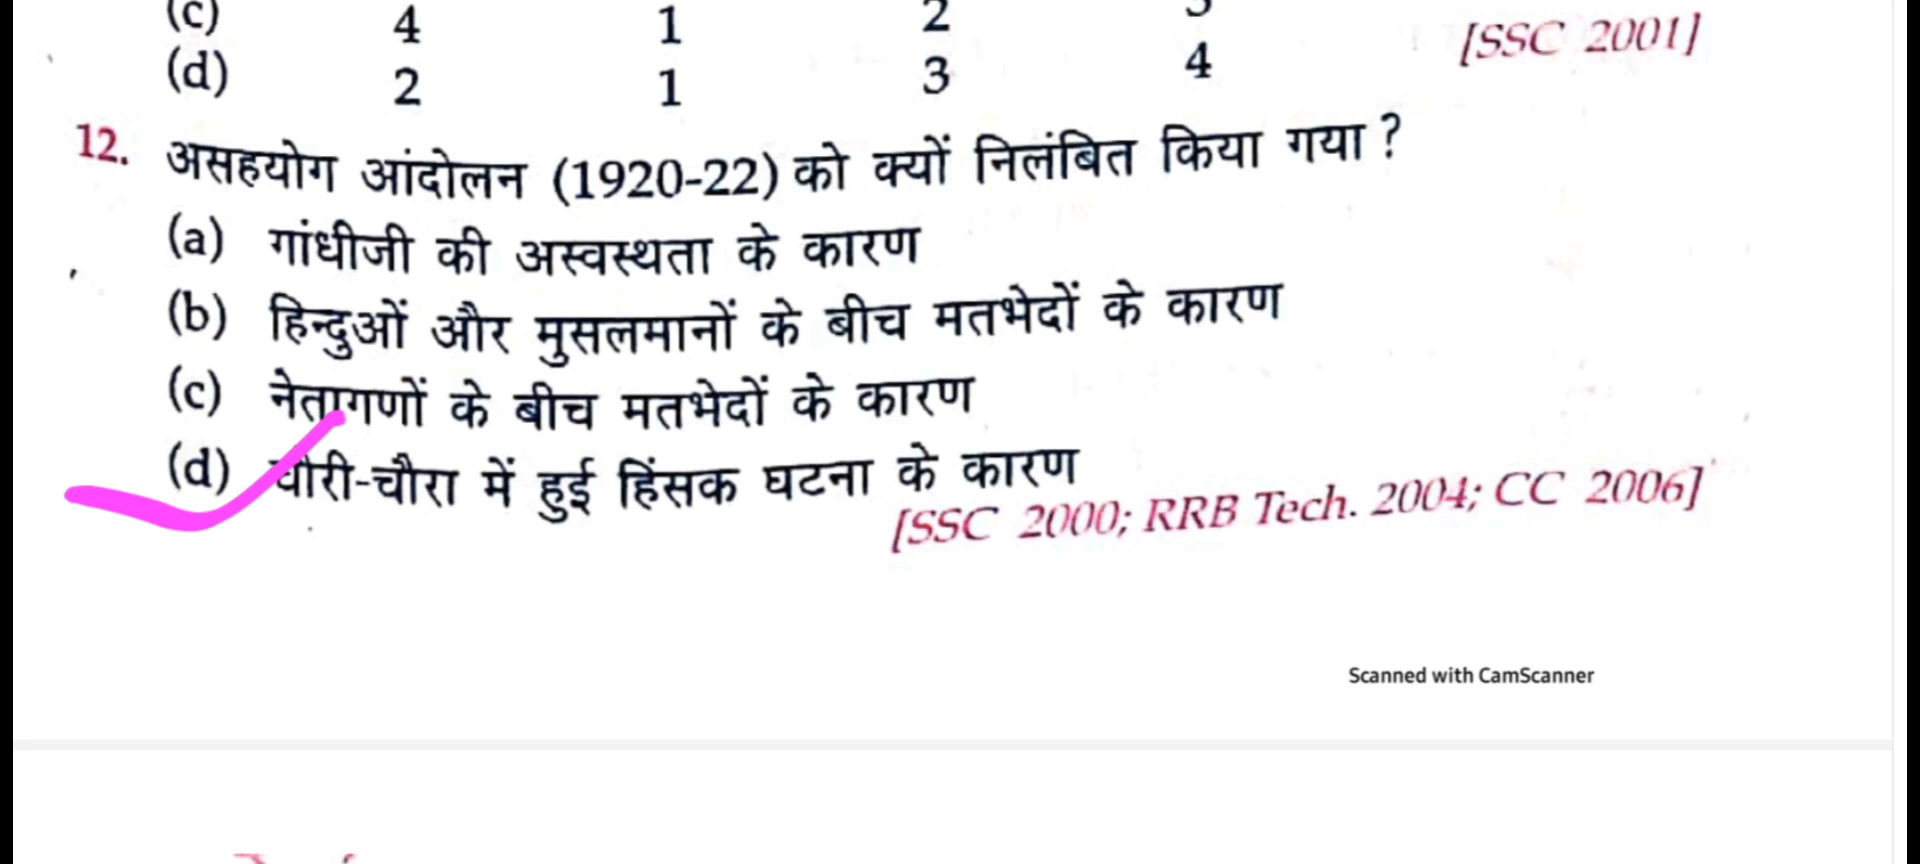 (c) 4 1 2 3
(d) 2 1 3 4
[SSC 2001]
12. असहयोग आंदोलन (1920-22) को क्यों निलंबित किया गया ?
(a) गांधीजी की अस्वस्थता के कारण
(b) हिन्दुओं और मुसलमानों के बीच मतभेदों के कारण
(c) नेतागणों के बीच मतभेदों के कारण
(d) चौरी-चौरा में हुई हिंसक घटना के कारण
[SSC 2000; RRB Tech. 2004; CC 2006]
Scanned with CamScanner